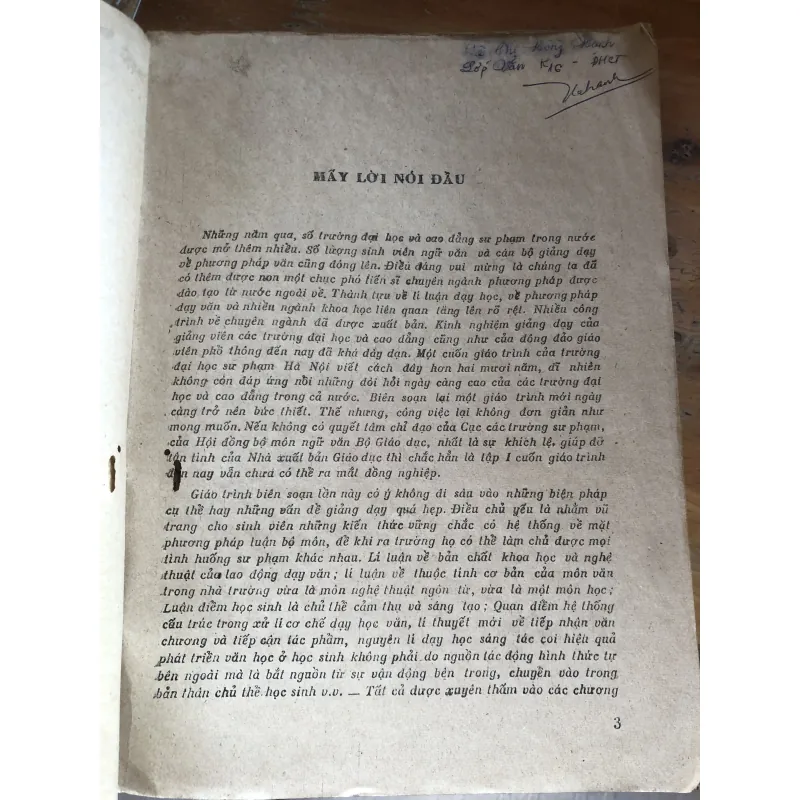 Lớp Văn K16 - ĐHCT
MẤY LỜI NÓI ĐẦU
Những năm qua, số trường đại học và cao đẳng sư phạm trong nước
được mở thêm nhiều. Số lượng sinh viên ngữ văn và cán bộ giảng dạy
về phương pháp văn cũng đông lên. Điều đáng vui mừng là chúng ta đã
có thêm được non một chục phó tiến sĩ chuyên ngành phương pháp được
đào tạo từ nước ngoài về. Thành tựu về lí luận dạy học, về phương pháp
dạy văn và nhiều ngành khoa học liên quan tăng lên rõ rệt. Nhiều công
trình về chuyên ngành đã được xuất bản. Kinh nghiệm giảng dạy của
giảng viên các trường đại học và cao đẳng cũng như của đông đảo giáo
viên phổ thông đến nay đã khá dày dạn. Một cuốn giáo trình của trường
đại học sư phạm Hà Nội viết cách đây hơn hai mươi năm, dĩ nhiên
không còn đáp ứng nổi những đòi hỏi ngày càng cao của các trường đại
học và cao đẳng trong cả nước. Biên soạn lại một giáo trình mới ngày
càng trở nên bức thiết. Thế nhưng, công việc lại không đơn giản như
mong muốn. Nếu không có quyết tâm chỉ đạo của Cục các trường sư phạm,
của Hội đồng bộ môn ngữ văn Bộ Giáo dục, nhất là sự khích lệ, giúp đỡ
tận tình của Nhà xuất bản Giáo dục thì chắc hẳn là tập I cuốn giáo trình
đến nay vẫn chưa có thể ra mắt đồng nghiệp.
Giáo trình biên soạn lần này có ý không đi sâu vào những biện pháp
cụ thể hay những vấn đề giảng dạy quá hẹp. Điều chủ yếu là nhằm vũ
trang cho sinh viên những kiến thức vững chắc có hệ thống về mặt
phương pháp luận bộ môn, để khi ra trường họ có thể làm chủ được mọi
tình huống sư phạm khác nhau. Lí luận về bản chất khoa học và nghệ
thuật của lao động dạy văn ; lí luận về thuộc tính cơ bản của môn văn
trong nhà trường vừa là môn nghệ thuật ngôn từ, vừa là một môn học ;
Luận điểm học sinh là chủ thể cảm thụ và sáng tạo ; Quan điểm hệ thống
cấu trúc trong xử lí cơ chế dạy học văn, lí thuyết mới về tiếp nhận văn
chương và tiếp cận tác phẩm, nguyên lí dạy học sáng tác coi hiệu quả
phát triển văn học ở học sinh không phải do nguồn tác động hình thức từ
bên ngoài mà là bắt nguồn từ sự vận động bện trong, chuyển vào trong
bản thân chủ thể học sinh v.v. — Tất cả được xuyên thấm vào các chương
3